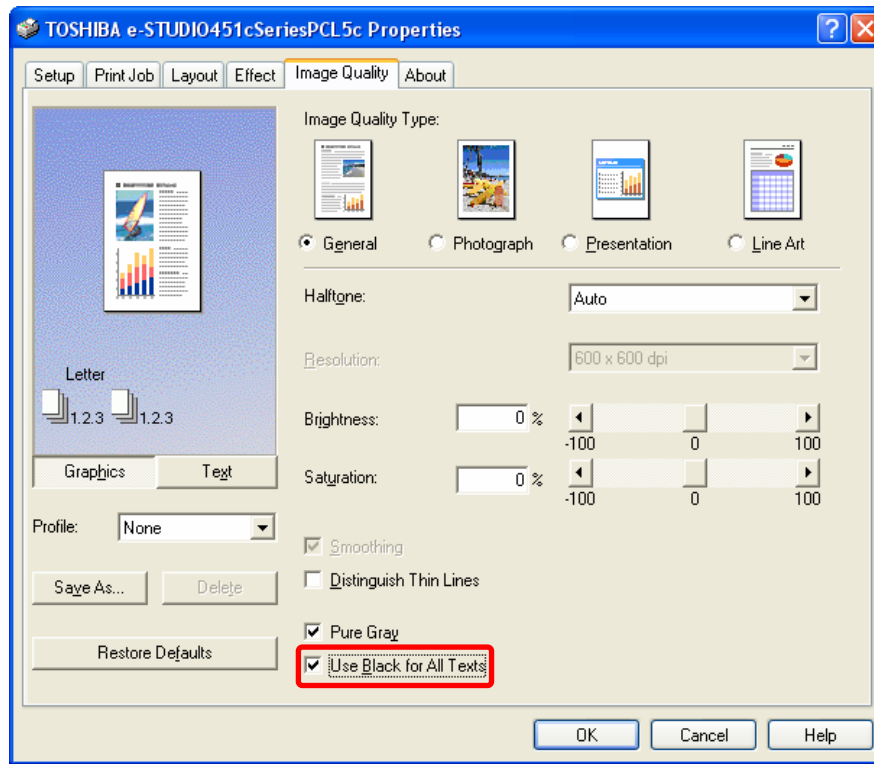 TOSHIBA e-STUDIO451cSeriesPCL5c Properties
Setup Print Job Layout Effect Image Quality About
Image Quality Type:
General Photograph Presentation Line Art
Halftone: Auto
Resolution: 600 x 600 dpi
Letter
1.2.3 1.2.3
Brightness: 0 %
-100 0 100
Graphics Text
Saturation: 0 %
-100 0 100
Profile: None
Smoothing
Save As... Delete
Distinguish Thin Lines
Pure Gray
Restore Defaults
Use Black for All Texts
OK Cancel Help